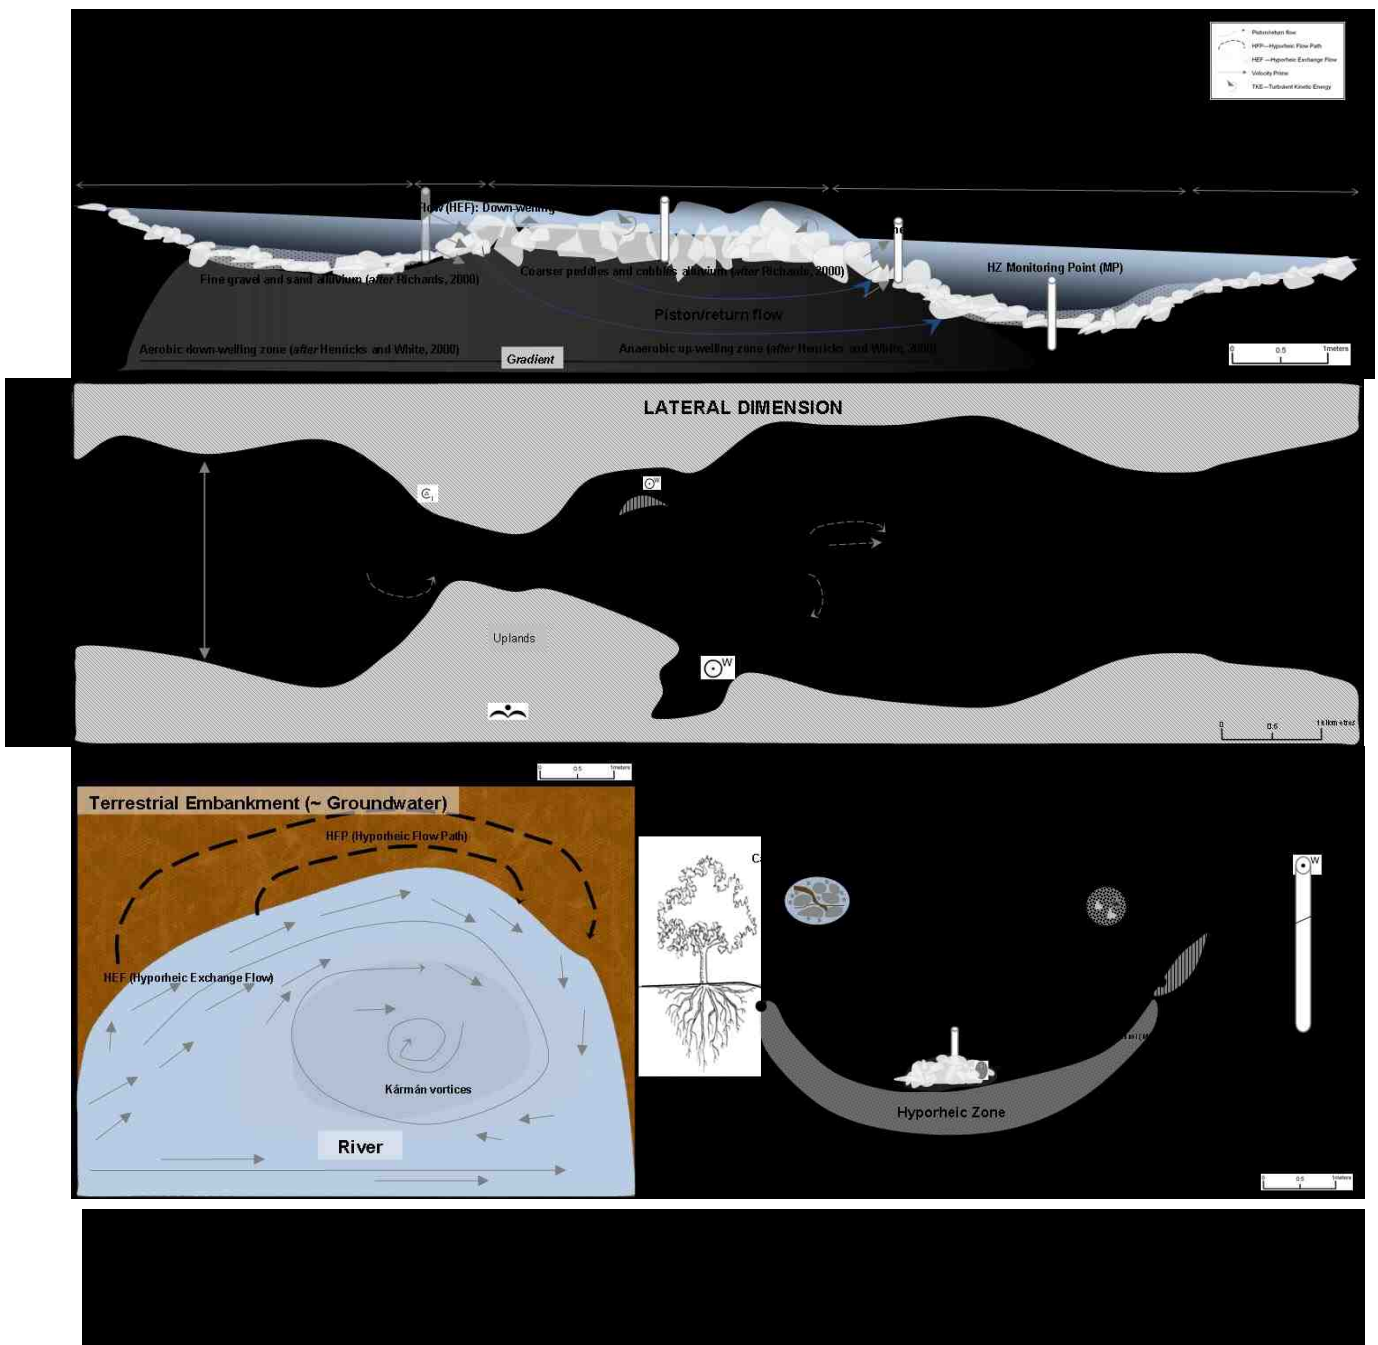 Piston/return flow
HFP—Hyporheic Flow Path
HEF—Hyporheic Exchange Flow
Velocity Prime
TKE—Turbulent Kinetic Energy
Flow (HEF): Down-welling
Fine gravel and sand alluvium (after Richards, 2000)
Coarser peddles and cobbles alluvium (after Richards, 2000)
HZ Monitoring Point (MP)
Piston/return flow
Aerobic down-welling zone (after Henricks and White, 2000)
Anaerobic up-welling zone (after Henricks and White, 2000)
Gradient
0 0.5 1meters
LATERAL DIMENSION
W
Uplands
W
0 0.5 1kilometres
0 0.5 1meters
Terrestrial Embankment (~ Groundwater)
HFP (Hyporheic Flow Path)
HEF (Hyporheic Exchange Flow)
Kármán vortices
River
W
Hyporheic Zone
0 0.5 1meters